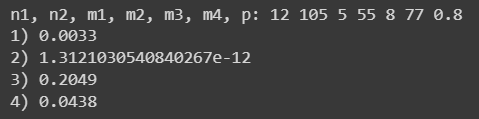 n1, n2, m1, m2, m3, m4, p: 12 105 5 55 8 77 0.8
1) 0.0033
2) 1.3121030540840267e-12
3) 0.2049
4) 0.0438